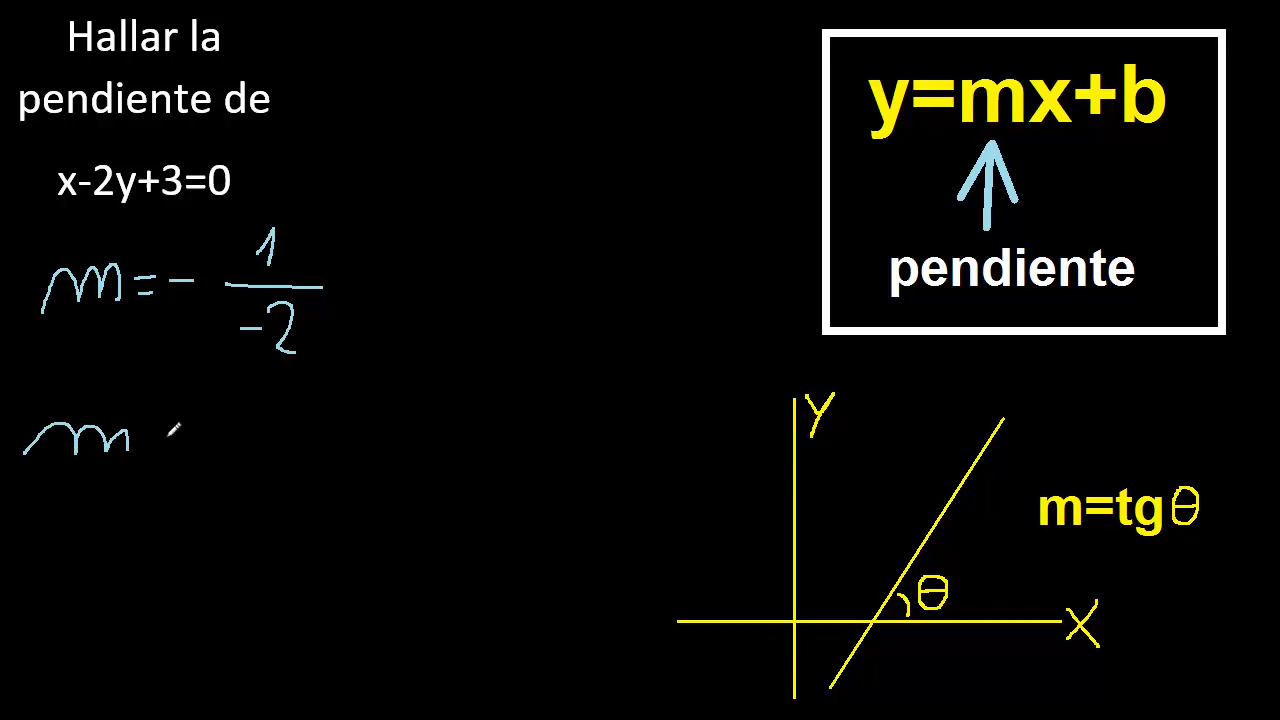 Hallar la
pendiente de
x-2y+3=0
m = - 1/-2
m
y=mx+b
pendiente
Y
m=tgθ
θ
X